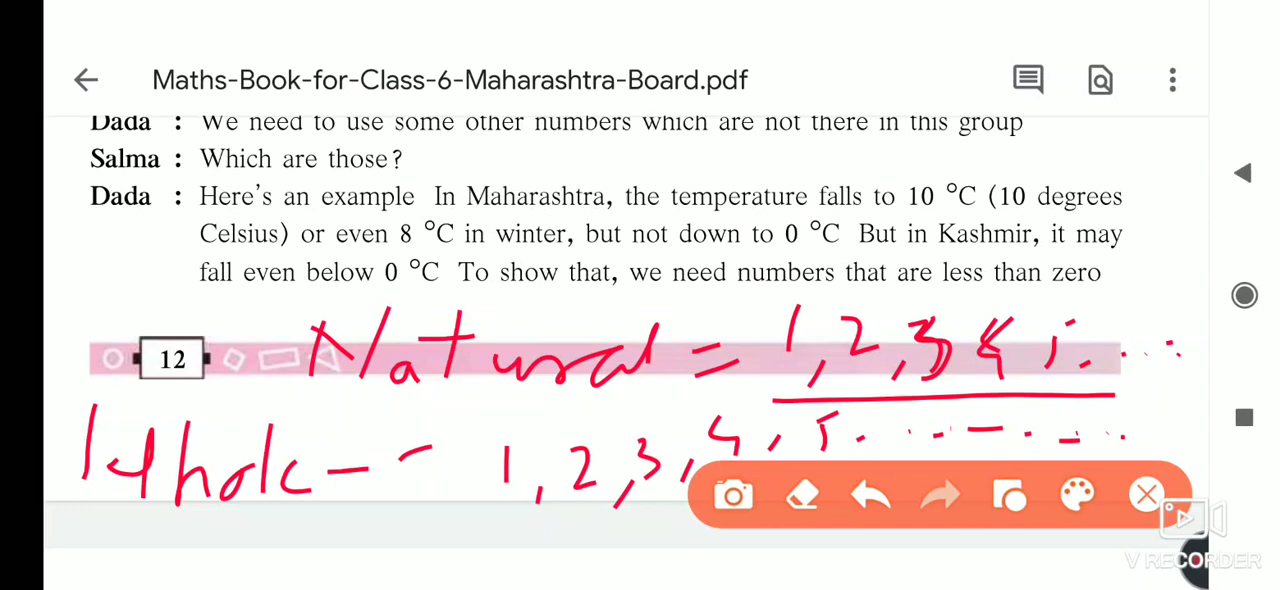 Maths-Book-for-Class-6-Maharashtra-Board.pdf
Dada : We need to use some other numbers which are not there in this group
Salma : Which are those?
Dada : Here's an example In Maharashtra, the temperature falls to 10 °C (10 degrees
Celsius) or even 8 °C in winter, but not down to 0 °C But in Kashmir, it may
fall even below 0 °C To show that, we need numbers that are less than zero
12
Natural = 1, 2, 3 4 5.....
Whole - - 1, 2, 3, 4, 5. ..-.-..
V RECORDER